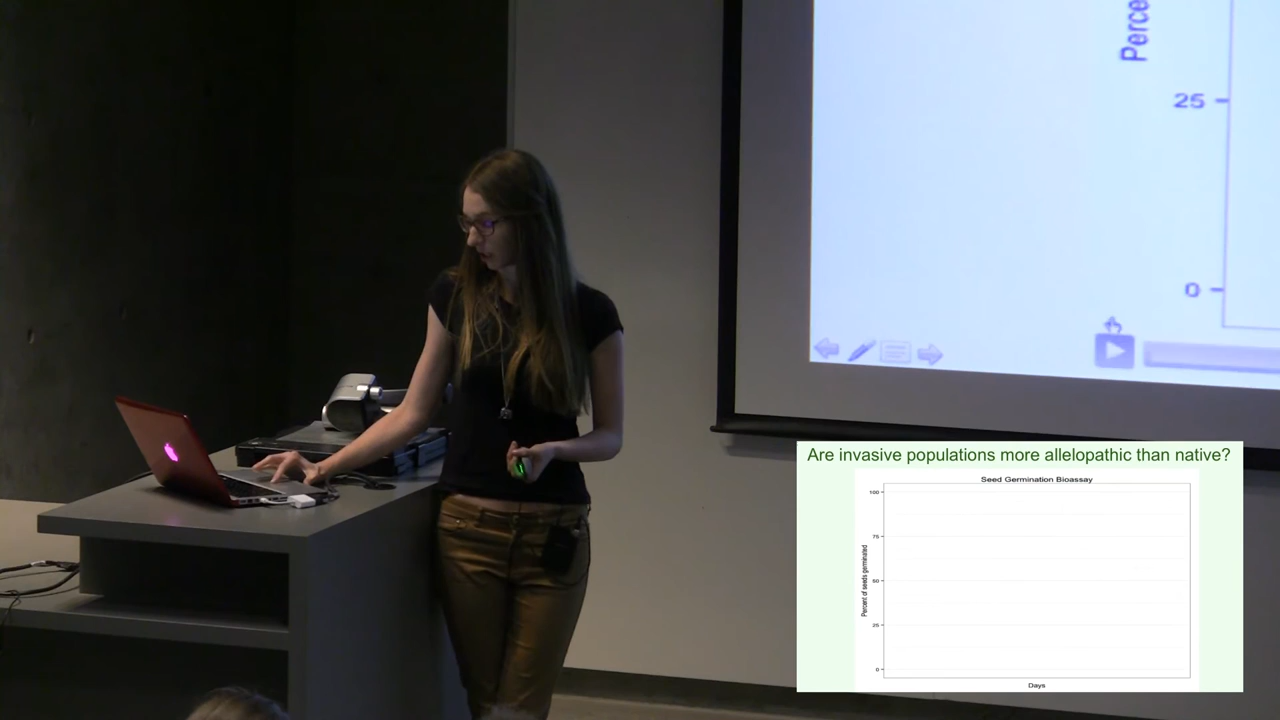 Perce
25
0
Are invasive populations more allelopathic than native?
Seed Germination Bioassay
100
75
50
25
0
Percent of seeds germinated
Days